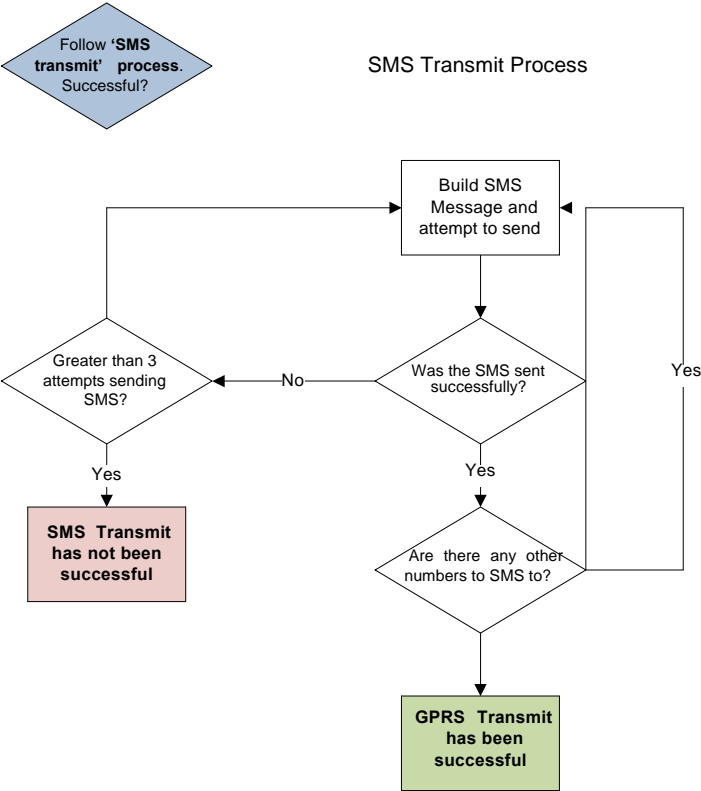 Follow ‘SMS
transmit’ process.
Successful?
SMS Transmit Process
Build SMS
Message and
attempt to send
Greater than 3
attempts sending
SMS?
No
Was the SMS sent
successfully?
Yes
Yes
Yes
SMS Transmit
has not been
successful
Are there any other
numbers to SMS to?
GPRS Transmit
has been
successful